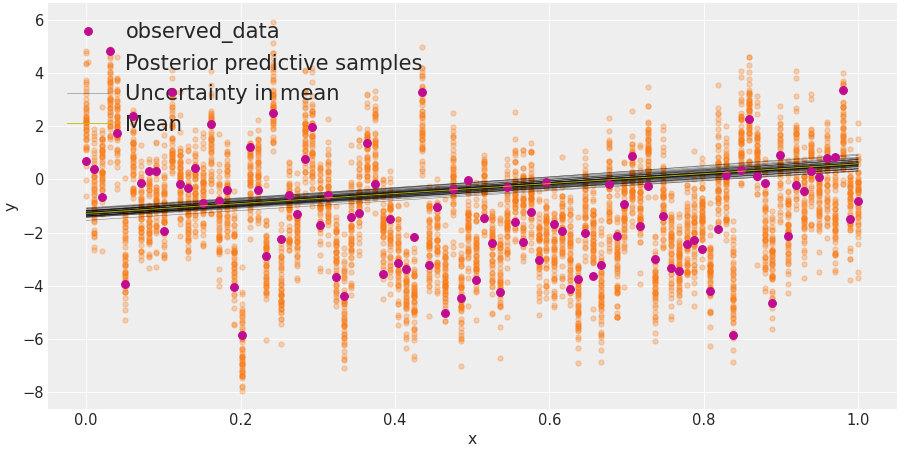 6
4
2
0
−2
−4
−6
−8
y
observed_data
Posterior predictive samples
Uncertainty in mean
Mean
0.0 0.2 0.4 0.6 0.8 1.0
x